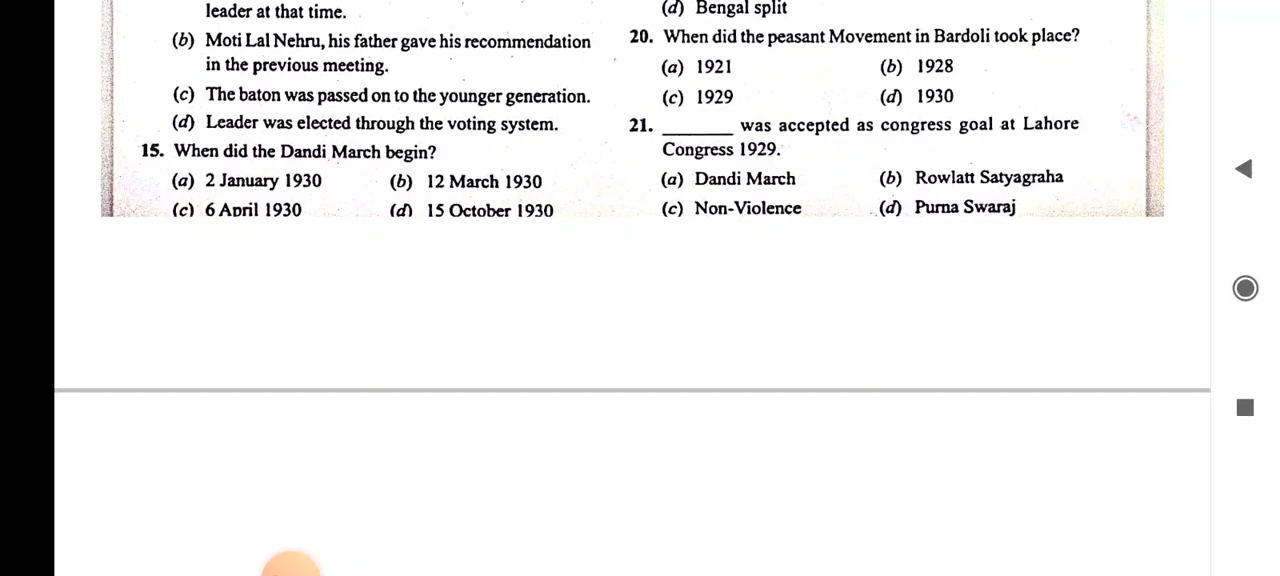 leader at that time.
(b) Moti Lal Nehru, his father gave his recommendation
in the previous meeting.
(c) The baton was passed on to the younger generation.
(d) Leader was elected through the voting system.
15. When did the Dandi March begin?
(a) 2 January 1930 (b) 12 March 1930
(c) 6 April 1930 (d) 15 October 1930
(d) Bengal split
20. When did the peasant Movement in Bardoli took place?
(a) 1921 (b) 1928
(c) 1929 (d) 1930
21. _______ was accepted as congress goal at Lahore
Congress 1929.
(a) Dandi March (b) Rowlatt Satyagraha
(c) Non-Violence (d) Purna Swaraj